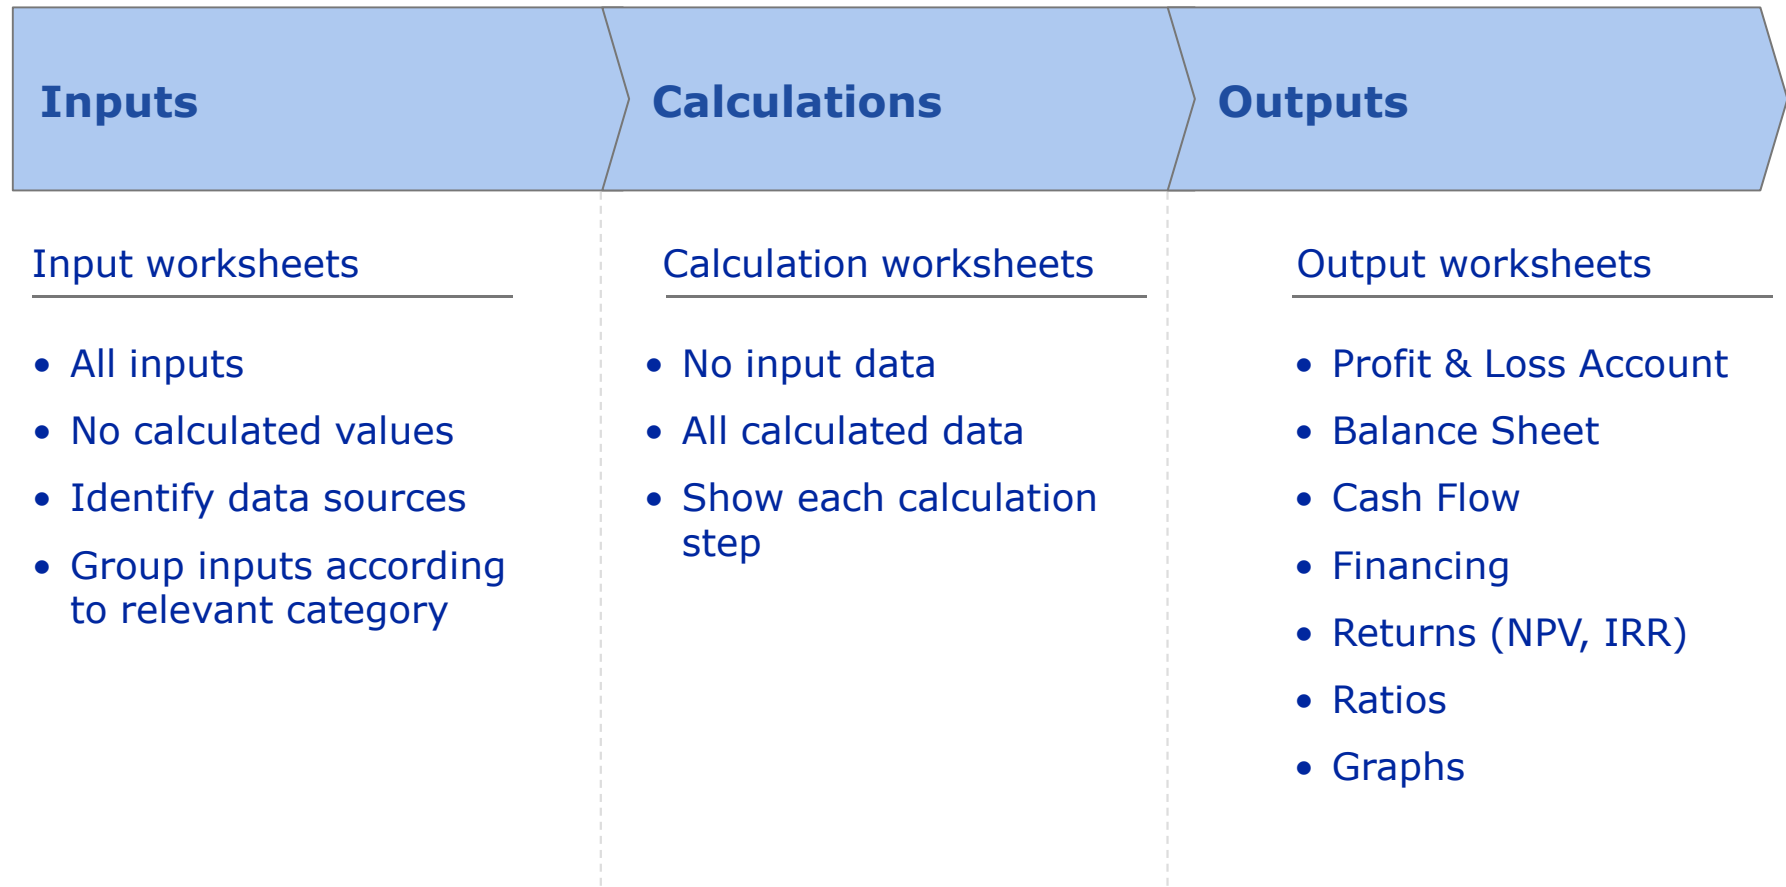 Inputs
Calculations
Outputs
Input worksheets
• All inputs
• No calculated values
• Identify data sources
• Group inputs according
to relevant category
Calculation worksheets
• No input data
• All calculated data
• Show each calculation
step
Output worksheets
• Profit & Loss Account
• Balance Sheet
• Cash Flow
• Financing
• Returns (NPV, IRR)
• Ratios
• Graphs